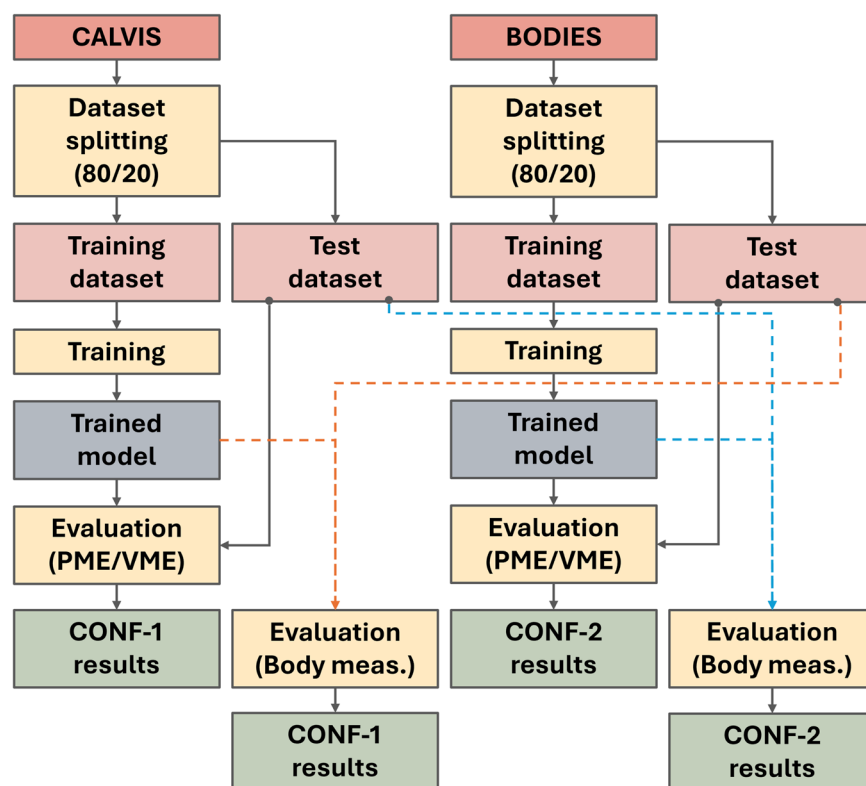 CALVIS
Dataset
splitting
(80/20)
Training
dataset
Test
dataset
Training
Trained
model
Evaluation
(PME/VME)
CONF-1
results
Evaluation
(Body meas.)
CONF-1
results
BODIES
Dataset
splitting
(80/20)
Training
dataset
Test
dataset
Training
Trained
model
Evaluation
(PME/VME)
CONF-2
results
Evaluation
(Body meas.)
CONF-2
results